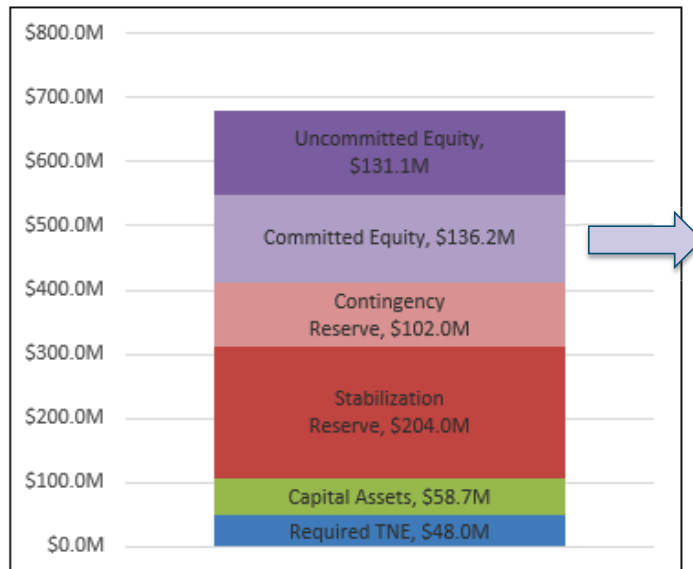 $800.0M
$700.0M
$600.0M
$500.0M
$400.0M
$300.0M
$200.0M
$100.0M
$0.0M
Uncommitted Equity,
$131.1M
Committed Equity, $136.2M
Contingency
Reserve, $102.0M
Stabilization
Reserve, $204.0M
Capital Assets, $58.7M
Required TNE, $48.0M